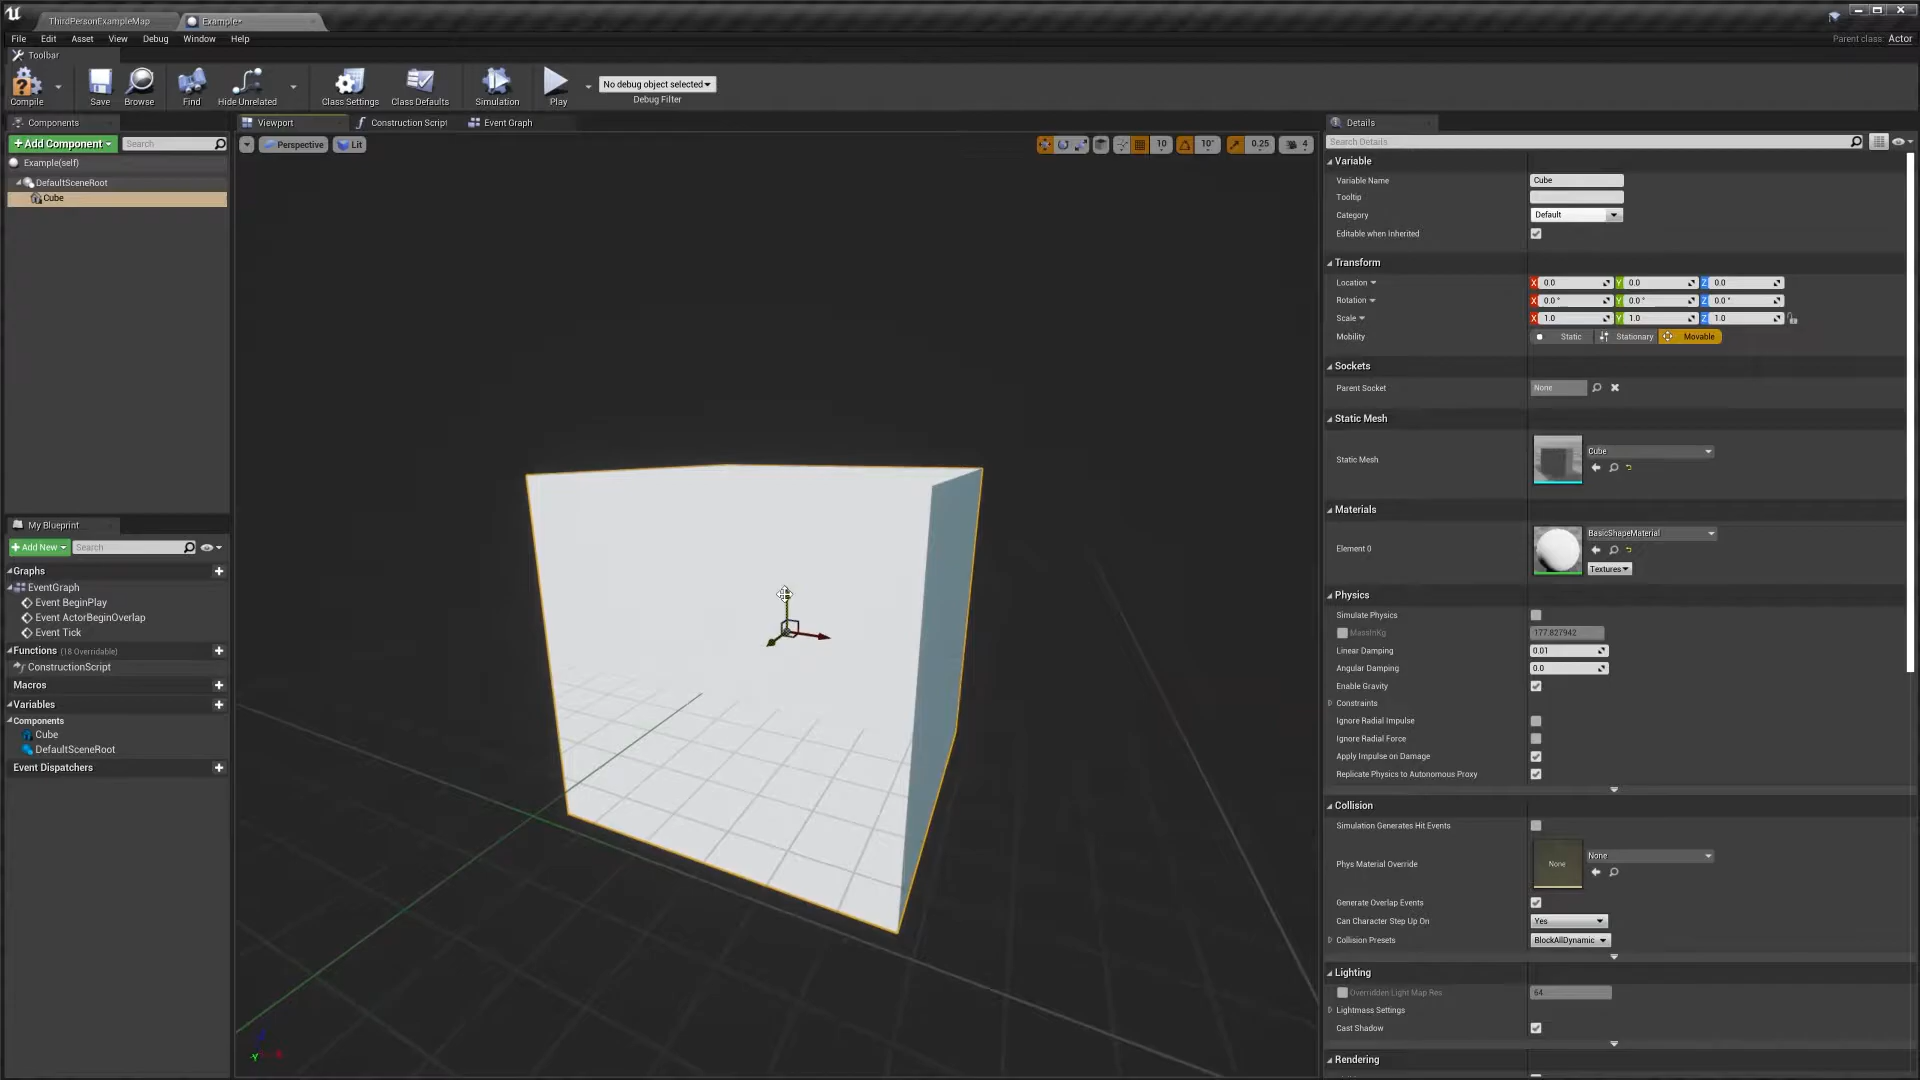 ThirdPersonExampleMap
Example*
File Edit Asset View Debug Window Help
Parent class: Actor
Toolbar
Compile
Save
Browse
Find
Hide Unrelated
Class Settings
Class Defaults
Simulation
Play
No debug object selected
Debug Filter
Components
+ Add Component
Search
Example(self)
DefaultSceneRoot
Cube
My Blueprint
+ Add New
Search
Graphs
EventGraph
Event BeginPlay
Event ActorBeginOverlap
Event Tick
Functions (18 Overridable)
ConstructionScript
Macros
Variables
Components
Cube
DefaultSceneRoot
Event Dispatchers
Viewport
Construction Script
Event Graph
Perspective
Lit
10
10°
0.25
4
Details
Search Details
Variable
Variable Name Cube
Tooltip
Category Default
Editable when Inherited
Transform
Location X 0.0 Y 0.0 Z 0.0
Rotation X 0.0 ° Y 0.0 ° Z 0.0 °
Scale X 1.0 Y 1.0 Z 1.0
Mobility Static Stationary Movable
Sockets
Parent Socket None
Static Mesh
Static Mesh Cube
Materials
Element 0 BasicShapeMaterial
Textures
Physics
Simulate Physics
MassInKg 177.827942
Linear Damping 0.01
Angular Damping 0.0
Enable Gravity
Constraints
Ignore Radial Impulse
Ignore Radial Force
Apply Impulse on Damage
Replicate Physics to Autonomous Proxy
Collision
Simulation Generates Hit Events
Phys Material Override None None
Generate Overlap Events
Can Character Step Up On Yes
Collision Presets BlockAllDynamic
Lighting
Overridden Light Map Res 64
Lightmass Settings
Cast Shadow
Rendering